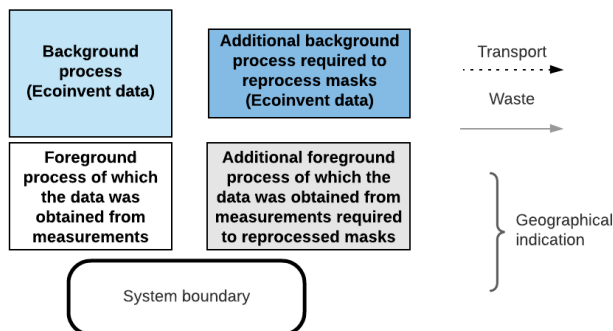 Background
process
(Ecoinvent data)
Additional background
process required to
reprocess masks
(Ecoinvent data)
Transport
Waste
Foreground
process of which
the data was
obtained from
measurements
Additional foreground
process of which the
data was obtained from
measurements required
to reprocessed masks
Geographical
indication
System boundary